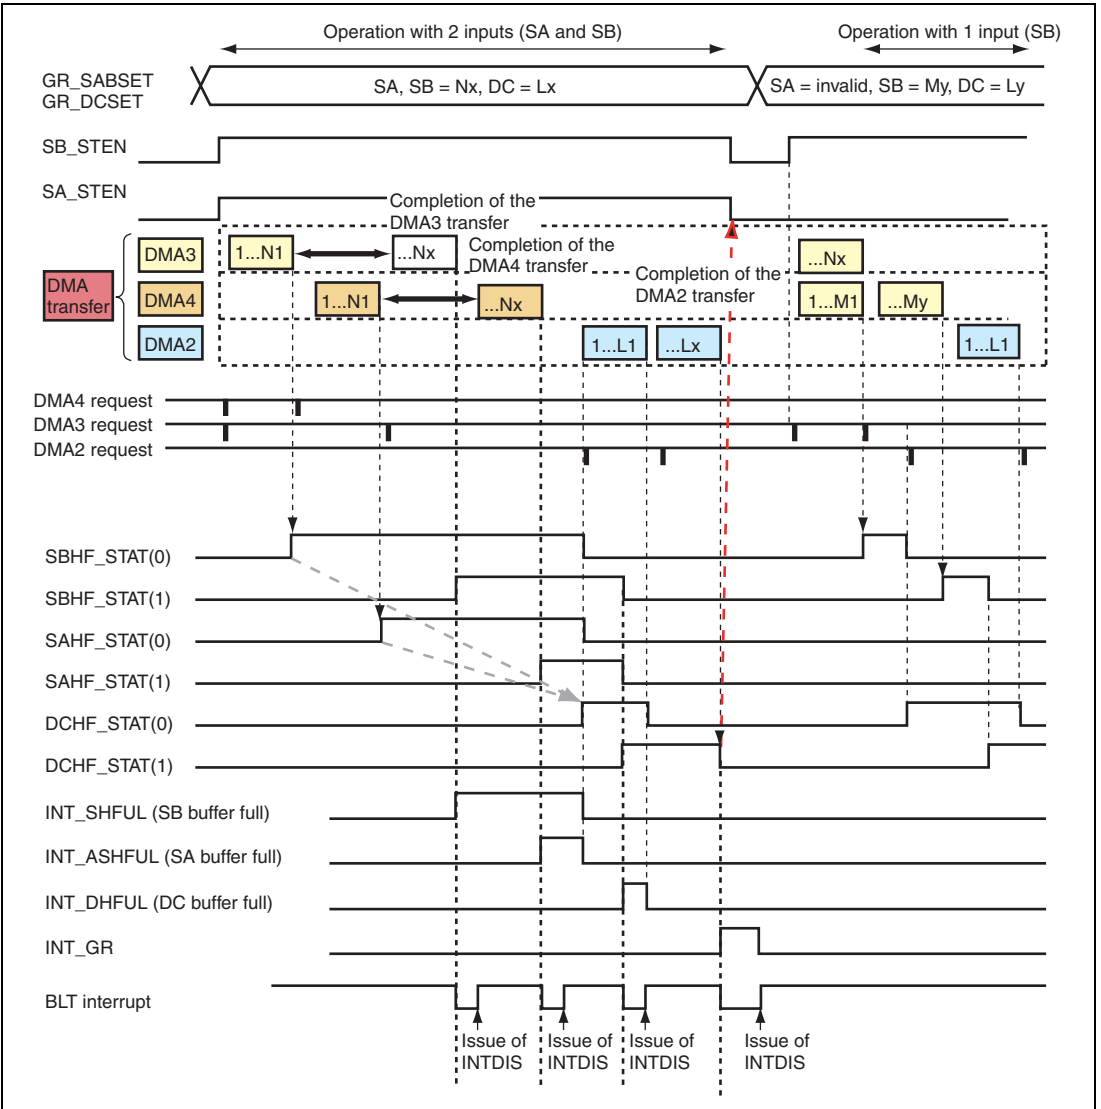 Operation with 2 inputs (SA and SB)
Operation with 1 input (SB)
GR_SABSET
GR_DCSET
SA, SB = Nx, DC = Lx
SA = invalid, SB = My, DC = Ly
SB_STEN
SA_STEN
Completion of the
DMA3 transfer
Completion of the
DMA4 transfer
Completion of the
DMA2 transfer
DMA
transfer
DMA3
1...N1
...Nx
...Nx
DMA4
1...N1
...Nx
1...M1
...My
DMA2
1...L1
...Lx
1...L1
DMA4 request
DMA3 request
DMA2 request
SBHF_STAT(0)
SBHF_STAT(1)
SAHF_STAT(0)
SAHF_STAT(1)
DCHF_STAT(0)
DCHF_STAT(1)
INT_SHFUL (SB buffer full)
INT_ASHFUL (SA buffer full)
INT_DHFUL (DC buffer full)
INT_GR
BLT interrupt
Issue of
INTDIS
Issue of
INTDIS
Issue of
INTDIS
Issue of
INTDIS